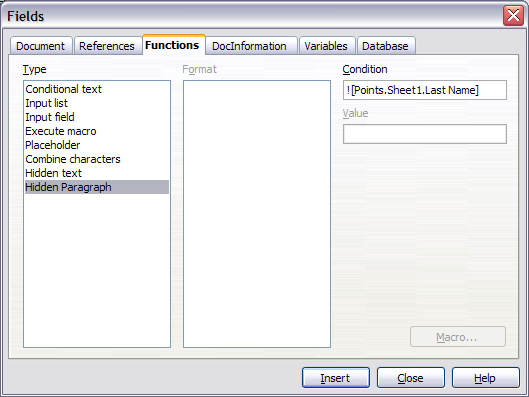 Fields
Document References Functions DocInformation Variables Database
Type Format Condition
Conditional text
Input list
Input field
Execute macro
Placeholder
Combine characters
Hidden text
Hidden Paragraph
![Points.Sheet1.Last Name]
Value
Macro...
Insert Close Help